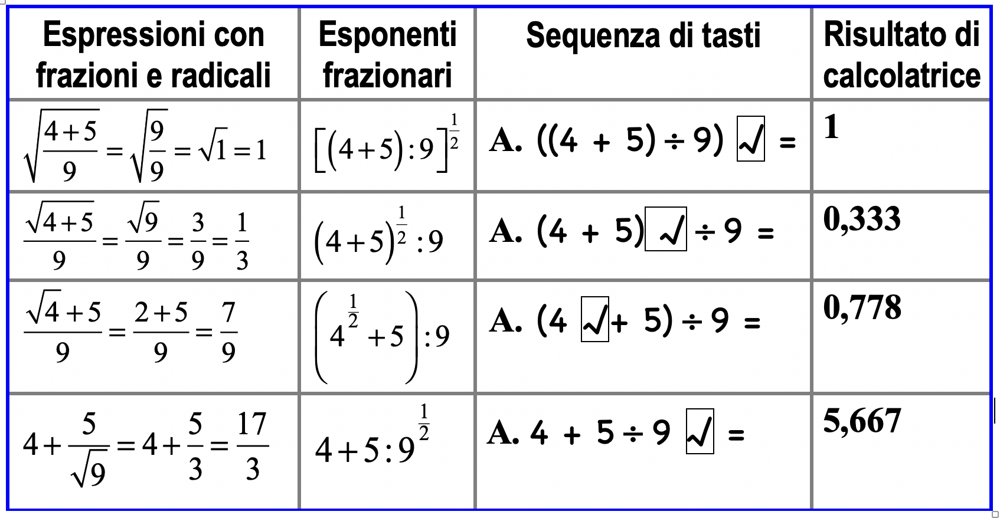 Espressioni con
frazioni e radicali
Esponenti
frazionari
Sequenza di tasti
Risultato di
calcolatrice
√((4+5)/9) = √(9/9) = √1 = 1
[(4+5):9]^(1/2)
A. ((4 + 5) ÷ 9) √ =
1
√(4+5)/9 = √9/9 = 3/9 = 1/3
(4+5)^(1/2) :9
A. (4 + 5) √ ÷ 9 =
0,333
(√4+5)/9 = (2+5)/9 = 7/9
(4^(1/2) +5):9
A. (4 √ + 5) ÷ 9 =
0,778
4+5/√9 = 4+5/3 = 17/3
4+5:9^(1/2)
A. 4 + 5 ÷ 9 √ =
5,667